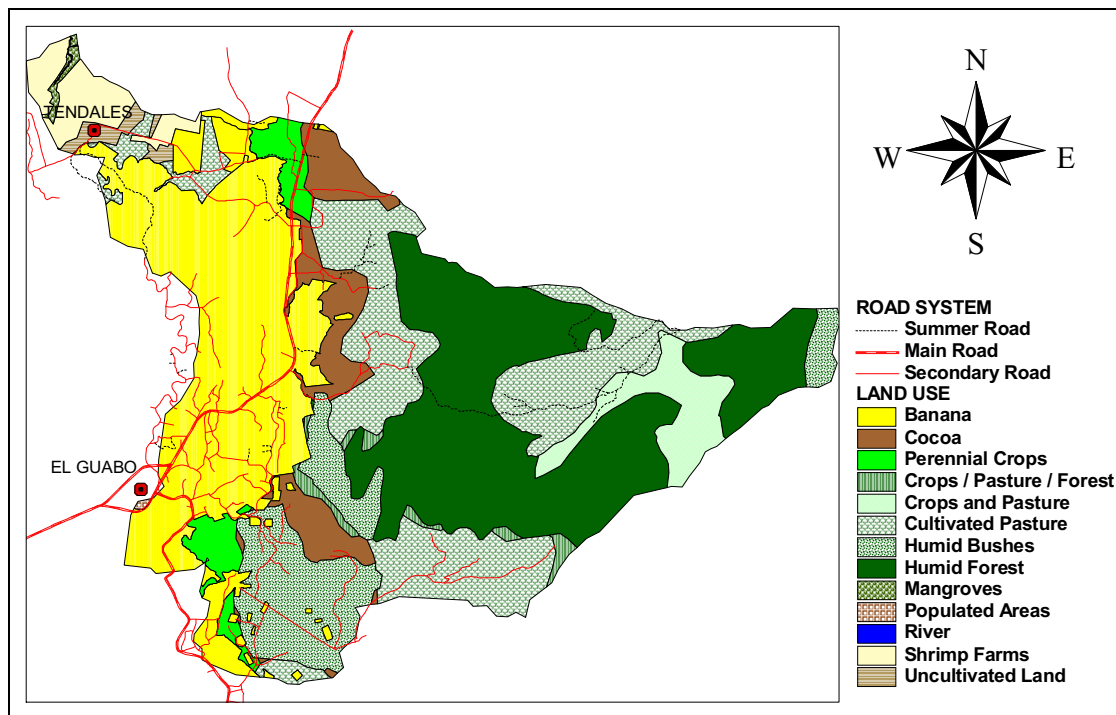 TENDALES
EL GUABO
N
W E
S
ROAD SYSTEM
Summer Road
Main Road
Secondary Road
LAND USE
Banana
Cocoa
Perennial Crops
Crops / Pasture / Forest
Crops and Pasture
Cultivated Pasture
Humid Bushes
Humid Forest
Mangroves
Populated Areas
River
Shrimp Farms
Uncultivated Land